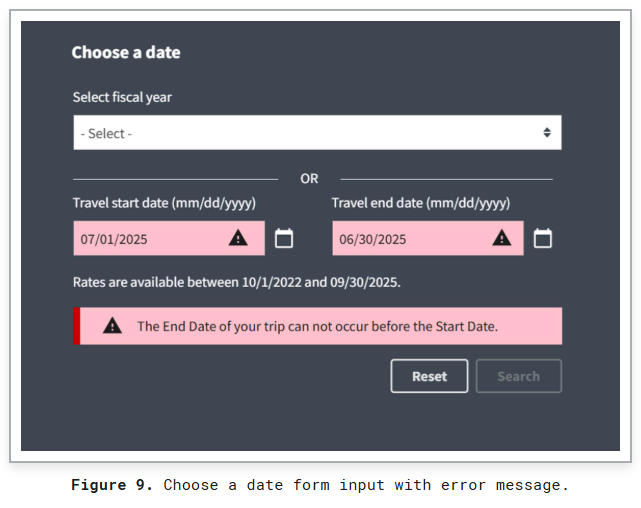 Choose a date
Select fiscal year
- Select -
OR
Travel start date (mm/dd/yyyy) Travel end date (mm/dd/yyyy)
07/01/2025 06/30/2025
Rates are available between 10/1/2022 and 09/30/2025.
The End Date of your trip can not occur before the Start Date.
Reset Search
Figure 9. Choose a date form input with error message.